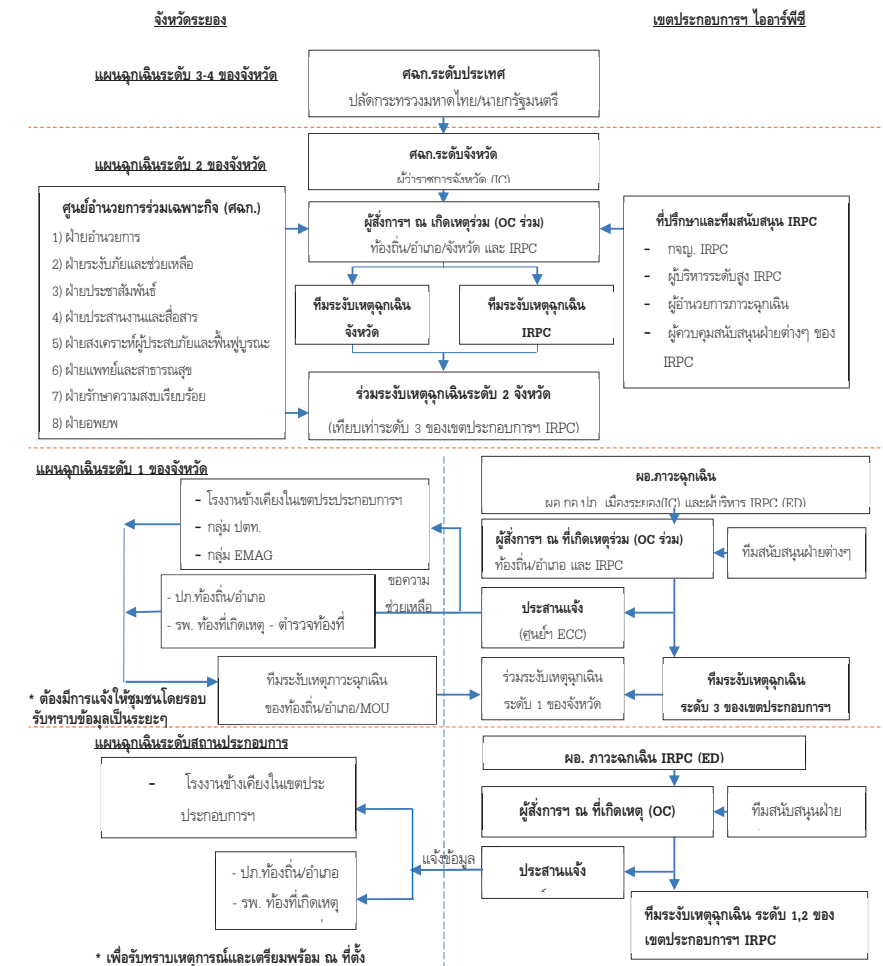 จังหวัดระยอง
เขตประกอบการฯ ไออาร์พีซี
แผนฉุกเฉินระดับ 3-4 ของจังหวัด
ศฉก.ระดับประเทศ
ปลัดกระทรวงมหาดไทย/นายกรัฐมนตรี
แผนฉุกเฉินระดับ 2 ของจังหวัด
ศฉก.ระดับจังหวัด
ผู้ว่าราชการจังหวัด (IC)
ศูนย์อำนวยการร่วมเฉพาะกิจ (ศฉก.)
1) ฝ่ายอำนวยการ
2) ฝ่ายระงับภัยและช่วยเหลือ
3) ฝ่ายประชาสัมพันธ์
4) ฝ่ายประสานงานและสื่อสาร
5) ฝ่ายสงเคราะห์ผู้ประสบภัยและฟื้นฟูบูรณะ
6) ฝ่ายแพทย์และสาธารณสุข
7) ฝ่ายรักษาความสงบเรียบร้อย
8) ฝ่ายอพยพ
ผู้สั่งการฯ ณ เกิดเหตุร่วม (OC ร่วม)
ท้องถิ่น/อำเภอ/จังหวัด และ IRPC
ทีมระงับเหตุฉุกเฉิน
จังหวัด
ทีมระงับเหตุฉุกเฉิน
IRPC
ร่วมระงับเหตุฉุกเฉินระดับ 2 จังหวัด
(เทียบเท่าระดับ 3 ของเขตประกอบการฯ IRPC)
ที่ปรึกษาและทีมสนับสนุน IRPC
- กจญ. IRPC
- ผู้บริหารระดับสูง IRPC
- ผู้อำนวยการภาวะฉุกเฉิน
- ผู้ควบคุมสนับสนุนฝ่ายต่างๆ ของ
IRPC
แผนฉุกเฉินระดับ 1 ของจังหวัด
- โรงงานข้างเคียงในเขตประประกอบการฯ
- กลุ่ม ปตท.
- กลุ่ม EMAG
- ปภ.ท้องถิ่น/อำเภอ
- รพ. ท้องที่เกิดเหตุ - ตำรวจท้องที่
ขอความ
ช่วยเหลือ
ทีมระงับเหตุภาวะฉุกเฉิน
ของท้องถิ่น/อำเภอ/MOU
* ต้องมีการแจ้งให้ชุมชนโดยรอบ
รับทราบข้อมูลเป็นระยะๆ
ผอ.ภาวะฉุกเฉิน
เมืองระยอง(IC) และผู้บริหาร IRPC (ED)
ผู้สั่งการฯ ณ ที่เกิดเหตุร่วม (OC ร่วม)
ท้องถิ่น/อำเภอ และ IRPC
ทีมสนับสนุนฝ่ายต่างๆ
ประสานแจ้ง
(ศูนย์ฯ ECC)
ร่วมระงับเหตุฉุกเฉิน
ระดับ 1 ของจังหวัด
ทีมระงับเหตุฉุกเฉิน
ระดับ 3 ของเขตประกอบการฯ
แผนฉุกเฉินระดับสถานประกอบการ
- โรงงานข้างเคียงในเขตประ
ประกอบการฯ
- ปภ.ท้องถิ่น/อำเภอ
- รพ. ท้องที่เกิดเหตุ
แจ้งข้อมูล
ผอ. ภาวะฉุกเฉิน IRPC (ED)
ผู้สั่งการฯ ณ ที่เกิดเหตุ (OC)
ทีมสนับสนุนฝ่าย
ประสานแจ้ง
ทีมระงับเหตุฉุกเฉิน ระดับ 1,2 ของ
เขตประกอบการฯ IRPC
* เพื่อรับทราบเหตุการณ์และเตรียมพร้อม ณ ที่ตั้ง